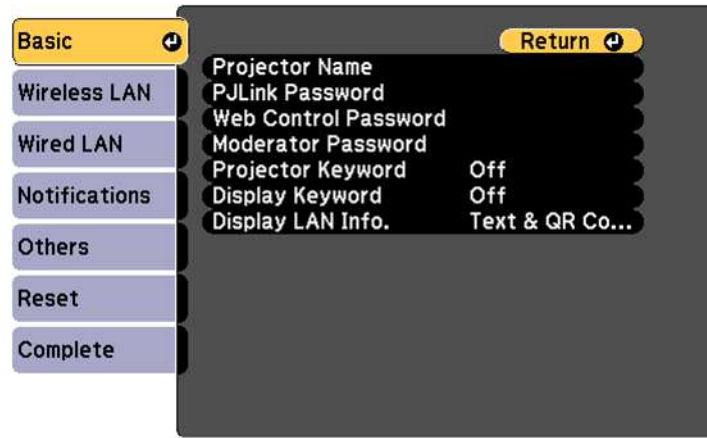 Basic
Wireless LAN
Wired LAN
Notifications
Others
Reset
Complete
Return
Projector Name
PJLink Password
Web Control Password
Moderator Password
Projector Keyword Off
Display Keyword Off
Display LAN Info. Text & QR Co...